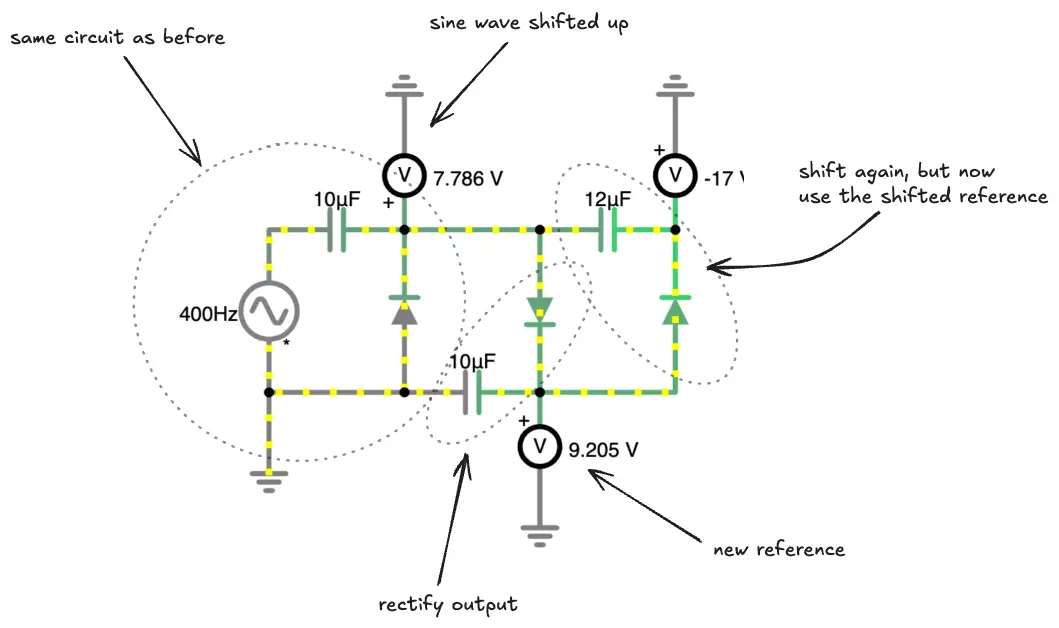 sine wave shifted up
same circuit as before
+
V
7.786 V
+
V
-17
shift again, but now
use the shifted reference
10µF
12µF
400Hz
*
10µF
+
V
9.205 V
new reference
rectify output